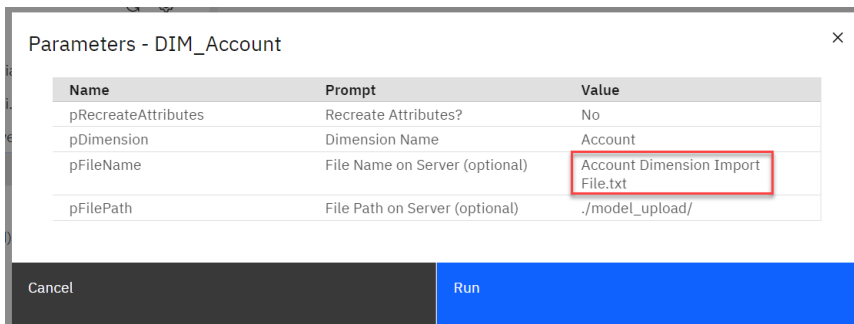 Parameters - DIM_Account
Name Prompt Value
pRecreateAttributes Recreate Attributes? No
pDimension Dimension Name Account
pFileName File Name on Server (optional) Account Dimension Import
File.txt
pFilePath File Path on Server (optional) ./model_upload/
Cancel Run